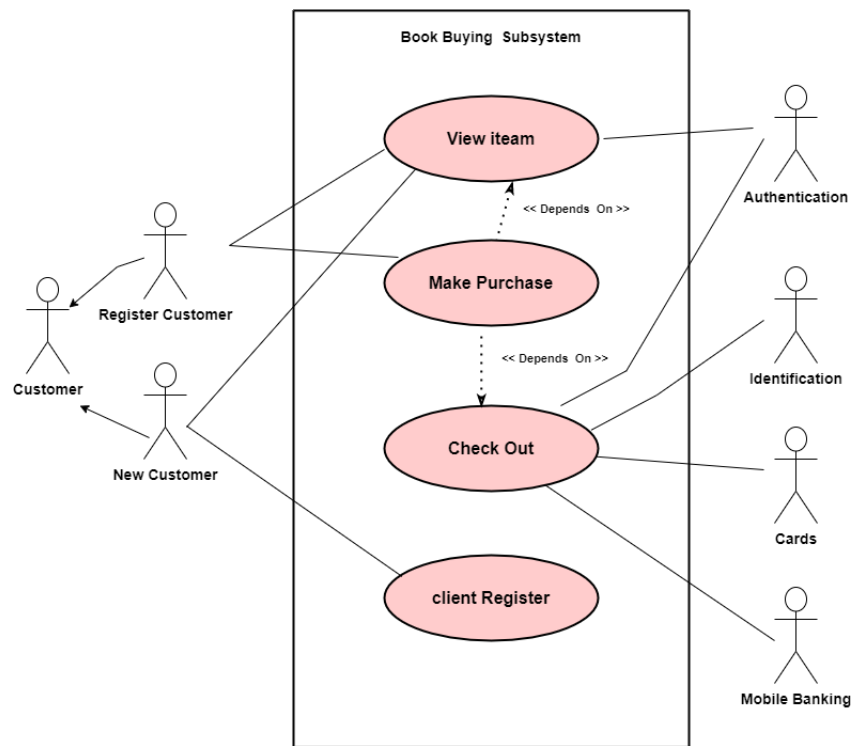 Book Buying Subsystem
View iteam
<< Depends On >>
Authentication
Register Customer
Make Purchase
<< Depends On >>
Customer
Identification
New Customer
Check Out
Cards
client Register
Mobile Banking